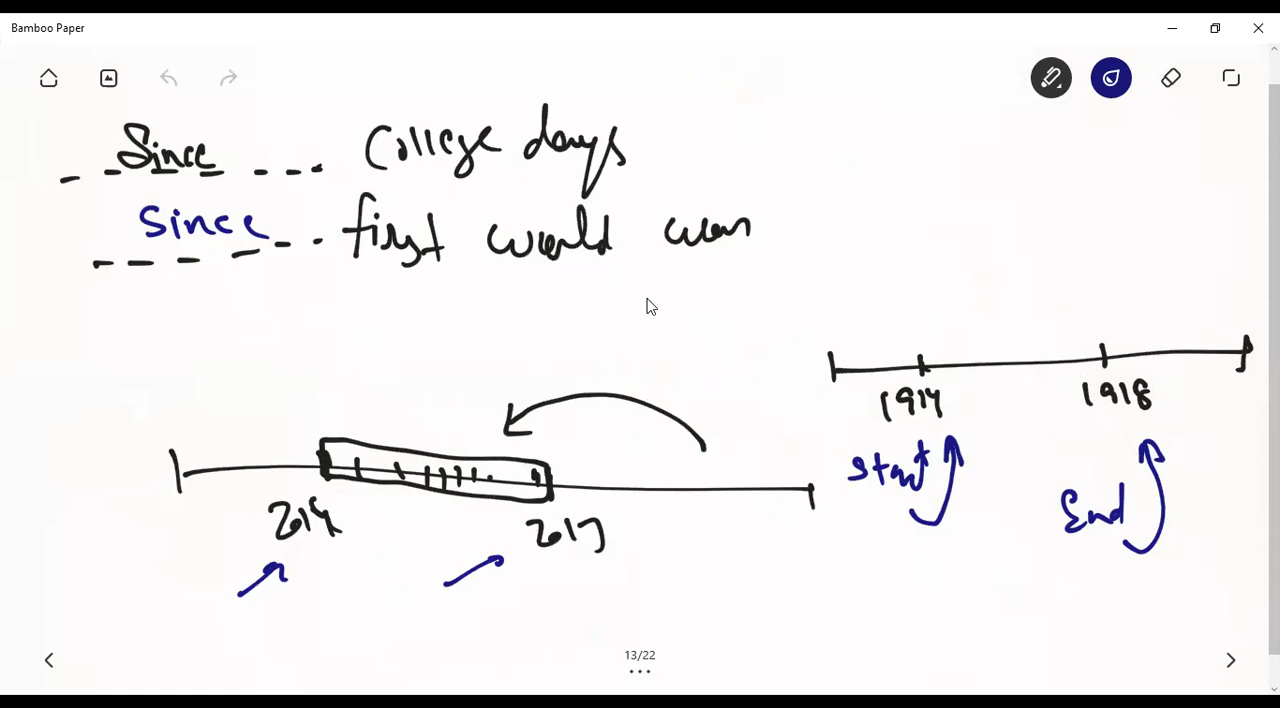 Bamboo Paper
Since College days
Since first world war
1914 1918
Start End
2014 2017
13/22